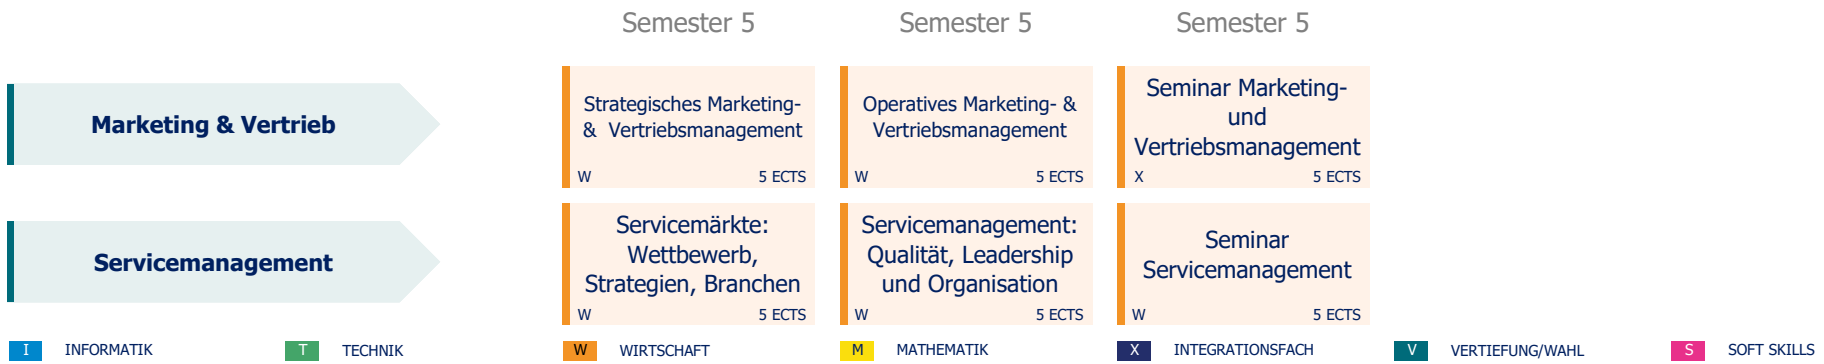 Semester 5
Semester 5
Semester 5
Marketing & Vertrieb
Strategisches Marketing-
& Vertriebsmanagement
W 5 ECTS
Operatives Marketing- &
Vertriebsmanagement
W 5 ECTS
Seminar Marketing-
und
Vertriebsmanagement
X 5 ECTS
Servicemanagement
Servicemärkte:
Wettbewerb,
Strategien, Branchen
W 5 ECTS
Servicemanagement:
Qualität, Leadership
und Organisation
W 5 ECTS
Seminar
Servicemanagement
W 5 ECTS
I INFORMATIK
T TECHNIK
W WIRTSCHAFT
M MATHEMATIK
X INTEGRATIONSFACH
V VERTIEFUNG/WAHL
S SOFT SKILLS